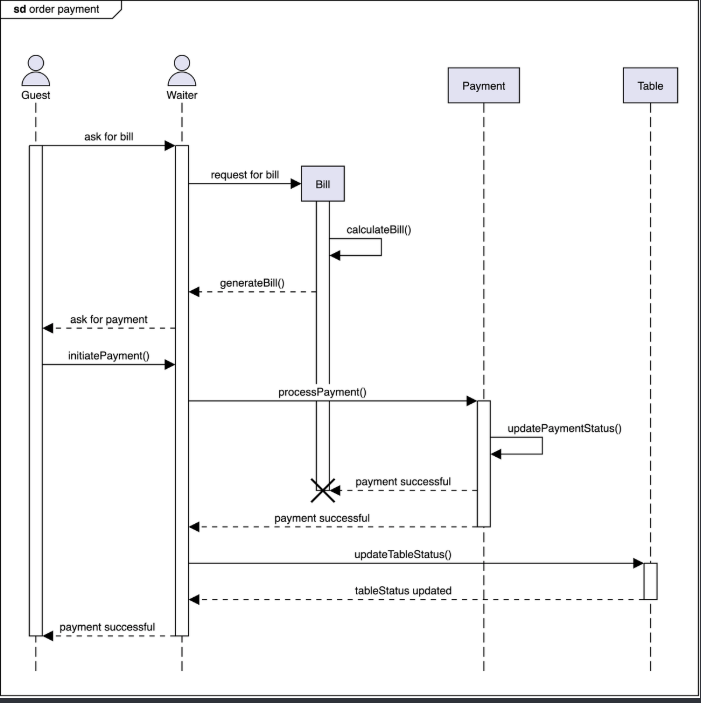 sd order payment
Guest
Waiter
Payment
Table
ask for bill
request for bill
Bill
calculateBill()
generateBill()
ask for payment
initiatePayment()
processPayment()
updatePaymentStatus()
payment successful
payment successful
updateTableStatus()
tableStatus updated
payment successful